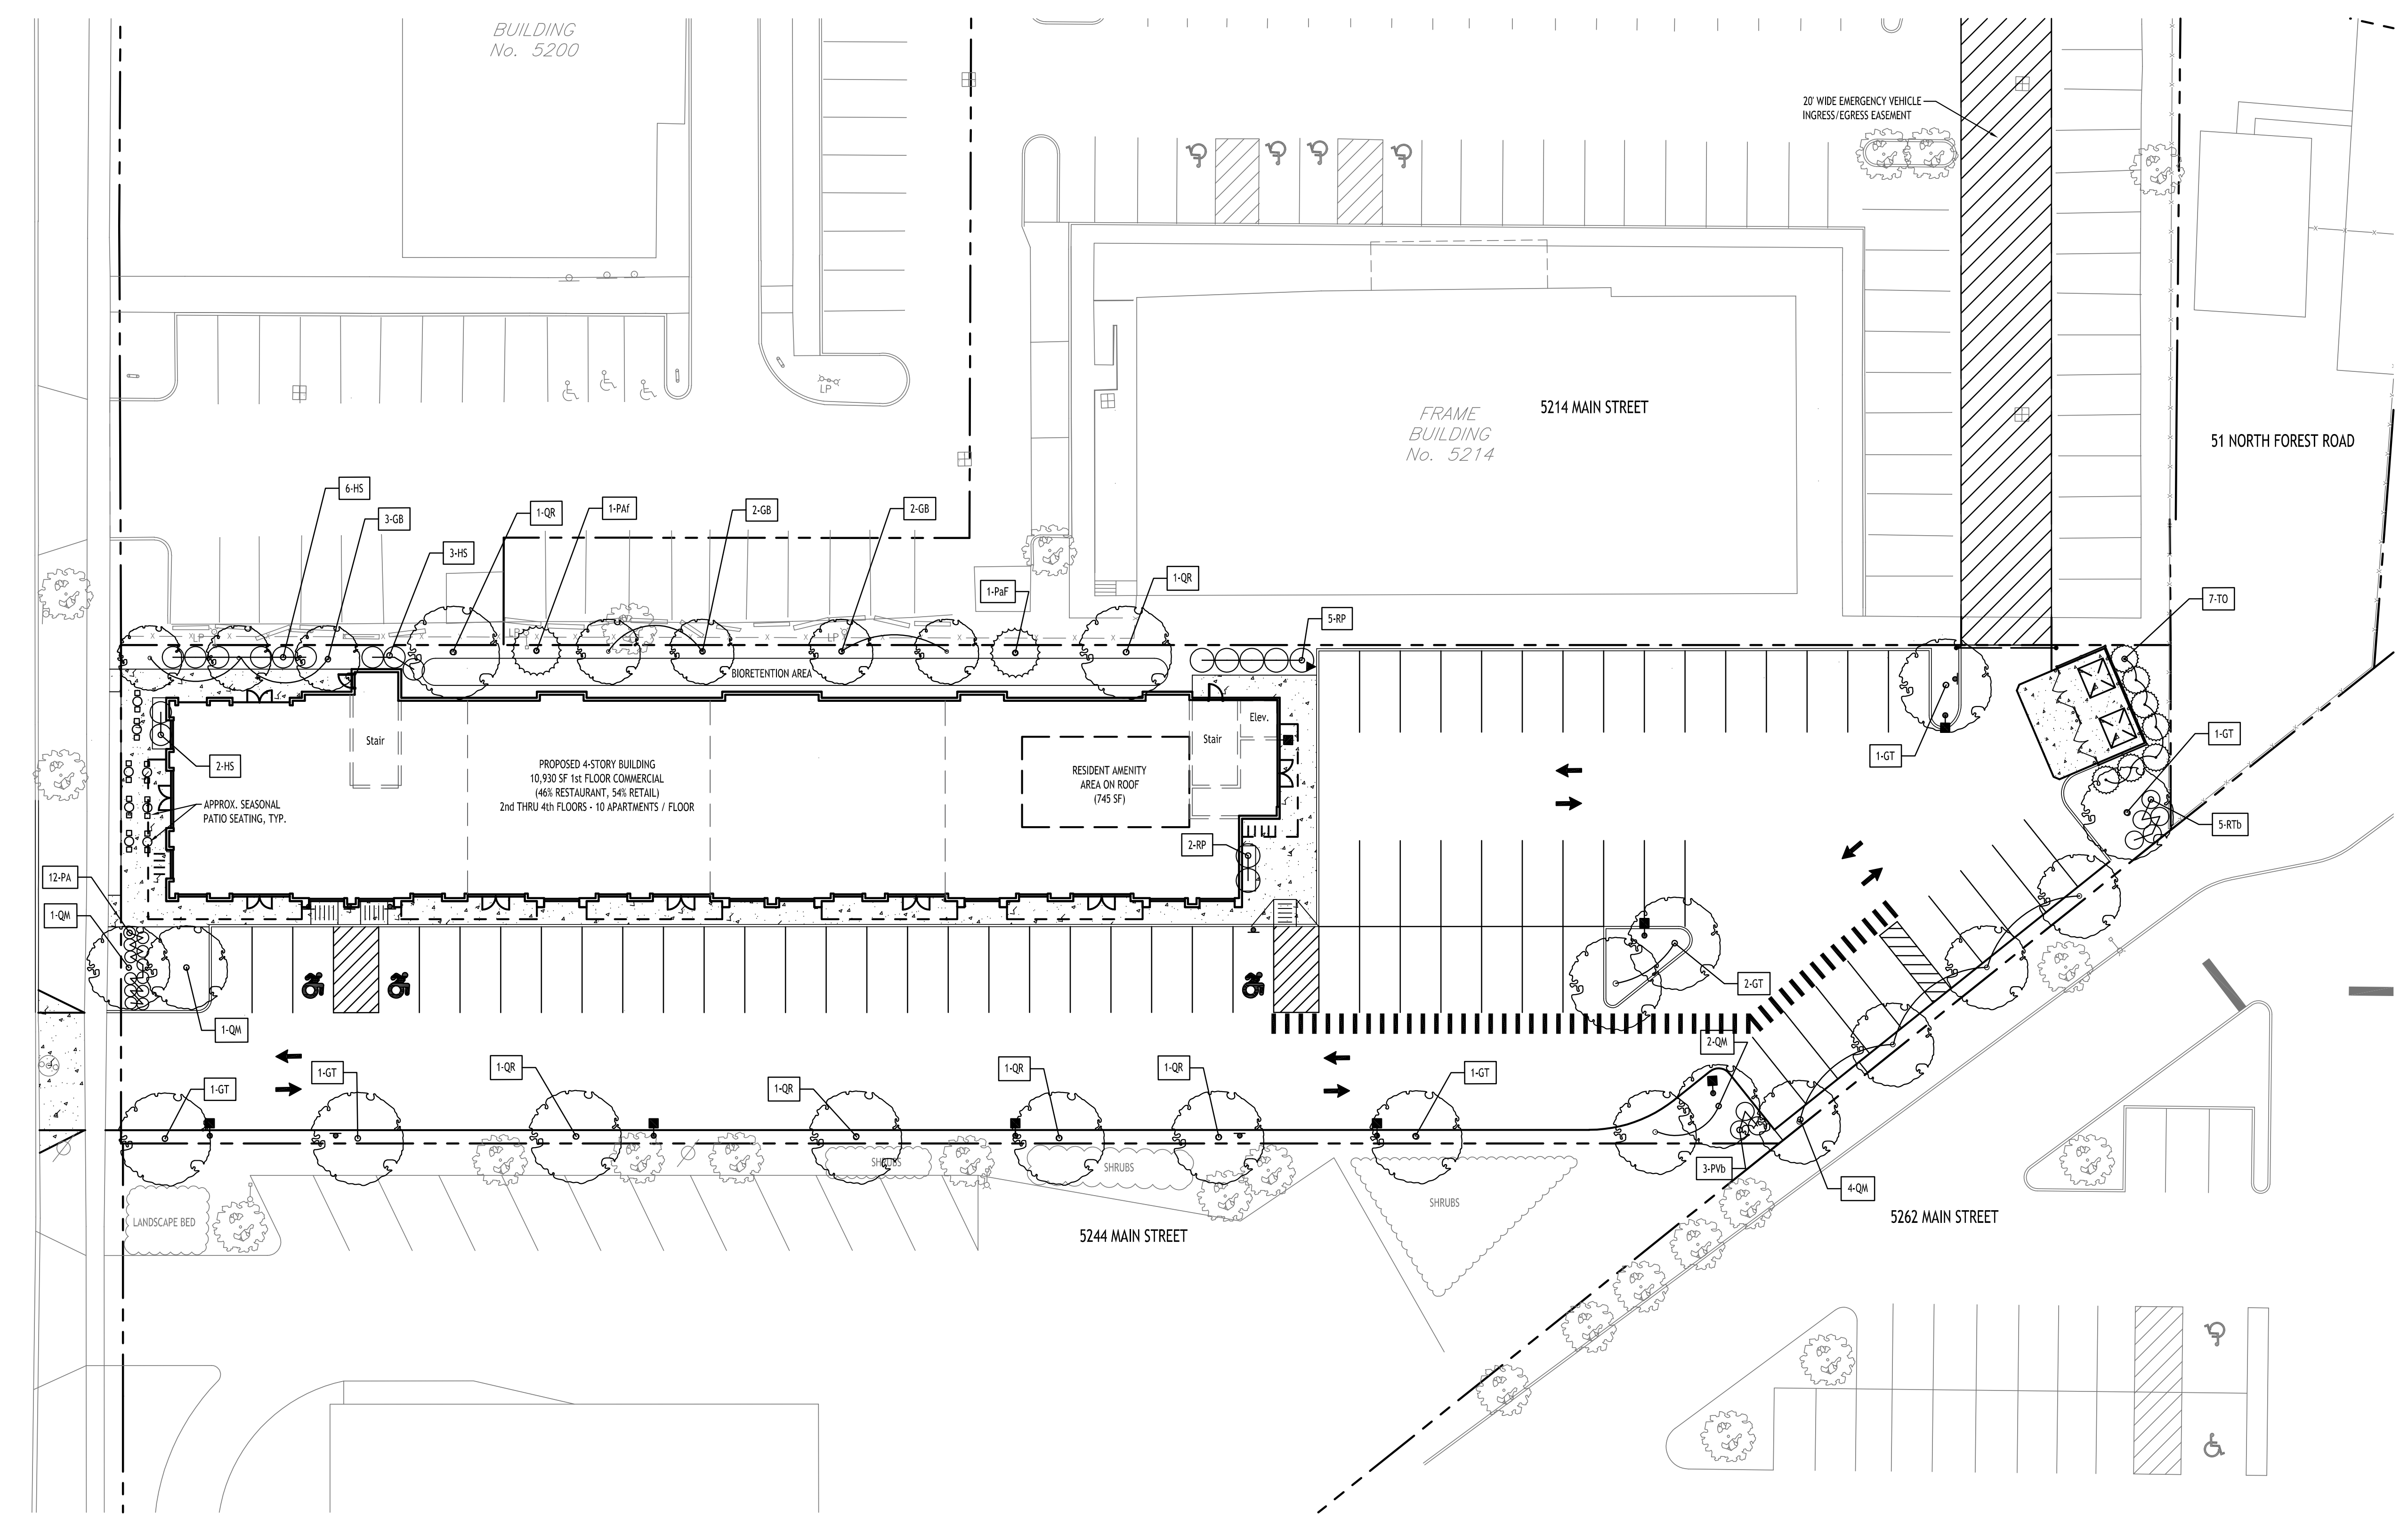 BUILDING
No. 5200
20' WIDE EMERGENCY VEHICLE
INGRESS/EGRESS EASEMENT
LP
FRAME
BUILDING
No. 5214
5214 MAIN STREET
51 NORTH FOREST ROAD
6-HS
3-GB
3-HS
1-QR
1-PAf
2-GB
2-GB
1-PaF
1-QR
5-RP
7-TO
LP
LP
LP
BIORETENTION AREA
Elev.
Stair
Stair
2-HS
PROPOSED 4-STORY BUILDING
10,930 SF 1st FLOOR COMMERCIAL
(46% RESTAURANT, 54% RETAIL)
2nd THRU 4th FLOORS - 10 APARTMENTS / FLOOR
RESIDENT AMENITY
AREA ON ROOF
(745 SF)
APPROX. SEASONAL
PATIO SEATING, TYP.
1-GT
1-GT
5-RTb
2-RP
12-PA
1-QM
1-QM
2-GT
2-QM
1-GT
1-GT
1-QR
1-QR
1-QR
1-QR
1-GT
3-PVb
4-QM
SHRUBS
SHRUBS
SHRUBS
LANDSCAPE BED
5244 MAIN STREET
5262 MAIN STREET